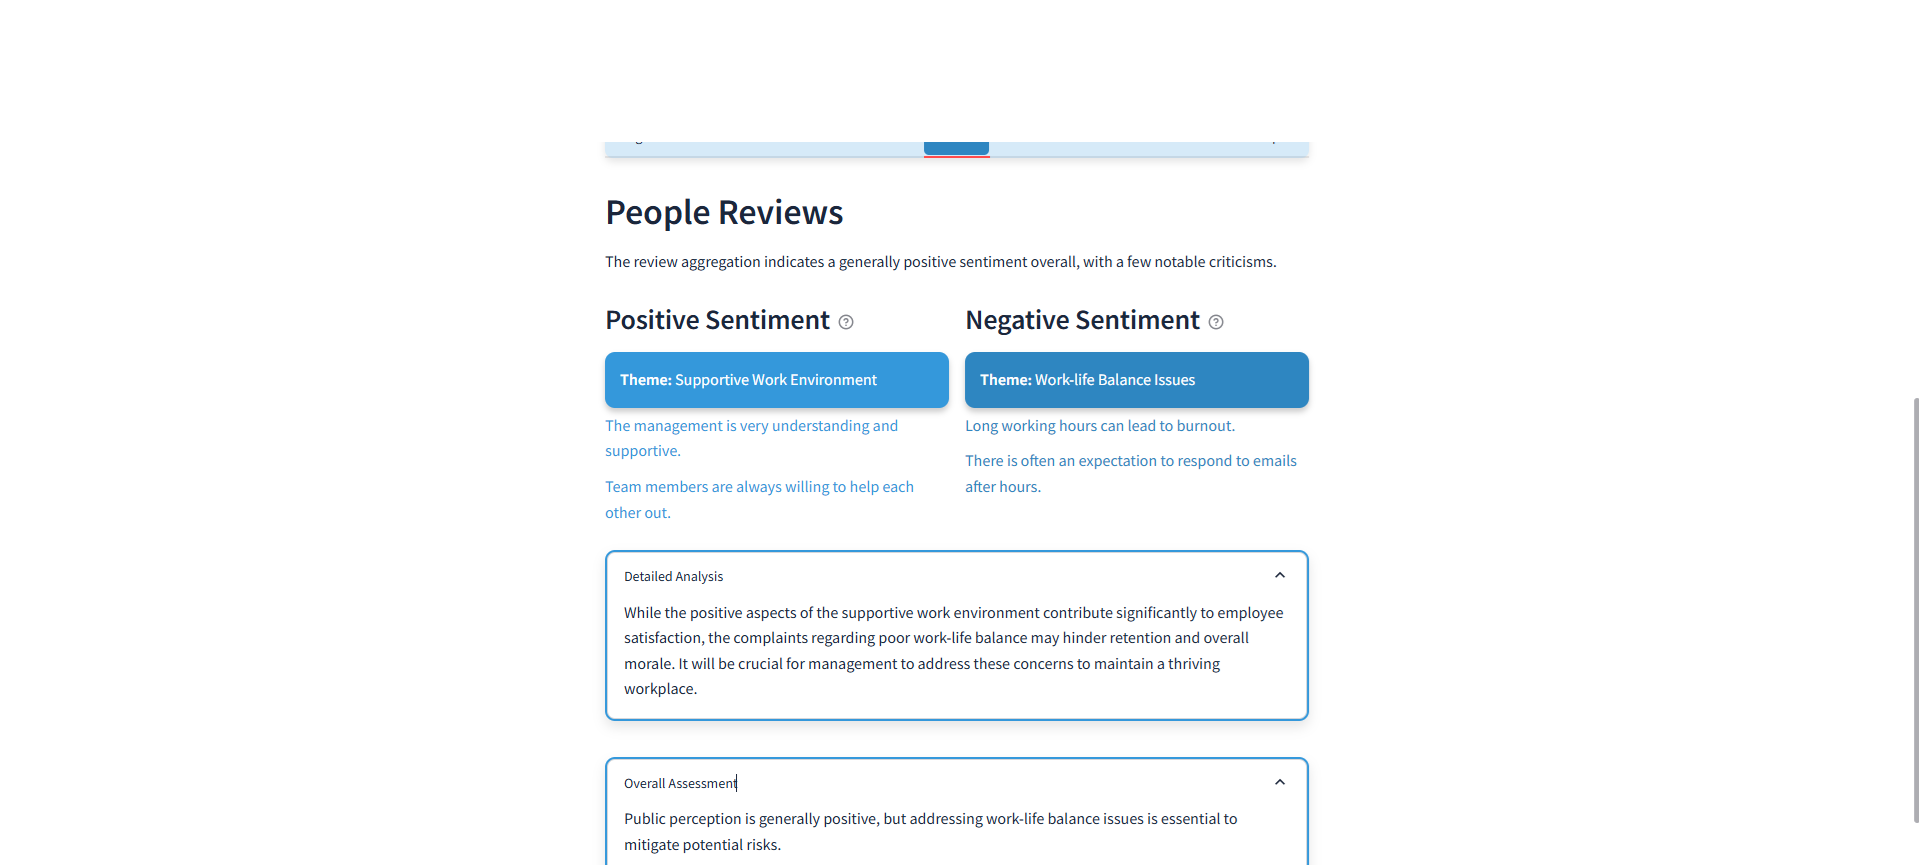 People Reviews
The review aggregation indicates a generally positive sentiment overall, with a few notable criticisms.
Positive Sentiment
Theme: Supportive Work Environment
The management is very understanding and
supportive.
Team members are always willing to help each
other out.
Negative Sentiment
Theme: Work-life Balance Issues
Long working hours can lead to burnout.
There is often an expectation to respond to emails
after hours.
Detailed Analysis
While the positive aspects of the supportive work environment contribute significantly to employee
satisfaction, the complaints regarding poor work-life balance may hinder retention and overall
morale. It will be crucial for management to address these concerns to maintain a thriving
workplace.
Overall Assessment
Public perception is generally positive, but addressing work-life balance issues is essential to
mitigate potential risks.